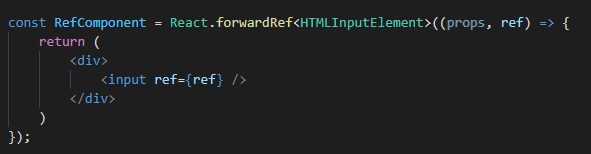 const RefComponent = React.forwardRef<HTMLInputElement>((props, ref) => {
    return (
        <div>
            <input ref={ref} />
        </div>
    )
});